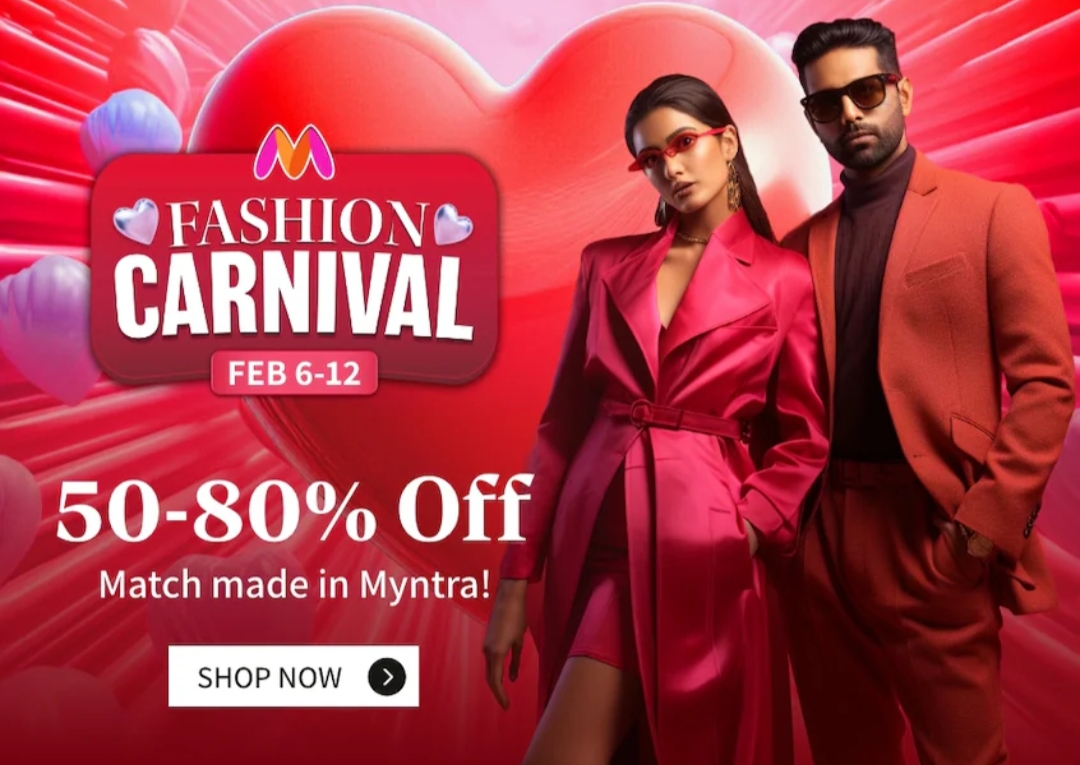 FASHION
CARNIVAL
FEB 6-12
50-80% Off
Match made in Myntra!
SHOP NOW